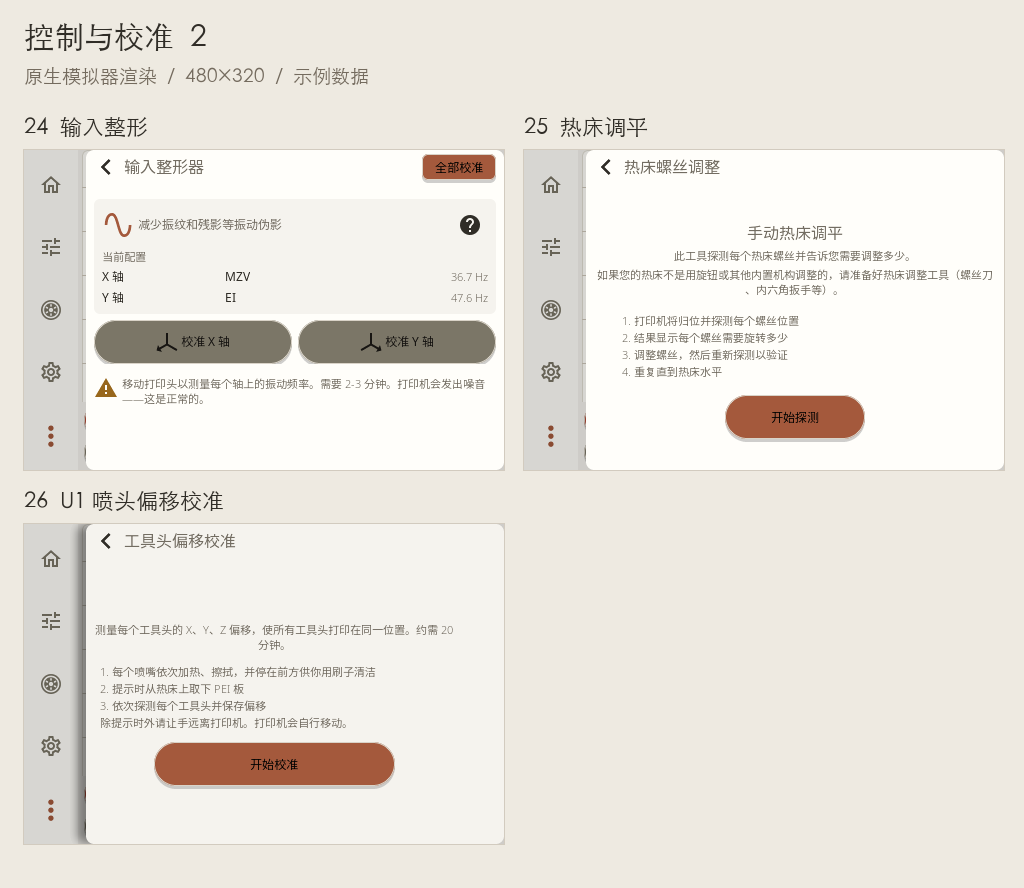 控制与校准 2
原生模拟器渲染 / 480×320 / 示例数据
24 输入整形
输入整形器
全部校准
减少振纹和残影等振动伪影
?
当前配置
X 轴 MZV 36.7 Hz
Y 轴 EI 47.6 Hz
校准 X 轴
校准 Y 轴
移动打印头以测量每个轴上的振动频率。需要 2-3 分钟。打印机会发出噪音
——这是正常的。
25 热床调平
热床螺丝调整
手动热床调平
此工具探测每个热床螺丝并告诉您需要调整多少。
如果您的热床不是用旋钮或其他内置机构调整的，请准备好热床调整工具（螺丝刀
、内六角扳手等）。
1. 打印机将归位并探测每个螺丝位置
2. 结果显示每个螺丝需要旋转多少
3. 调整螺丝，然后重新探测以验证
4. 重复直到热床水平
开始探测
26 U1 喷头偏移校准
工具头偏移校准
测量每个工具头的 X、Y、Z 偏移，使所有工具头打印在同一位置。约需 20
分钟。
1. 每个喷嘴依次加热、擦拭，并停在前方供你用刷子清洁
2. 提示时从热床上取下 PEI 板
3. 依次探测每个工具头并保存偏移
除提示时外请让手远离打印机。打印机会自行移动。
开始校准